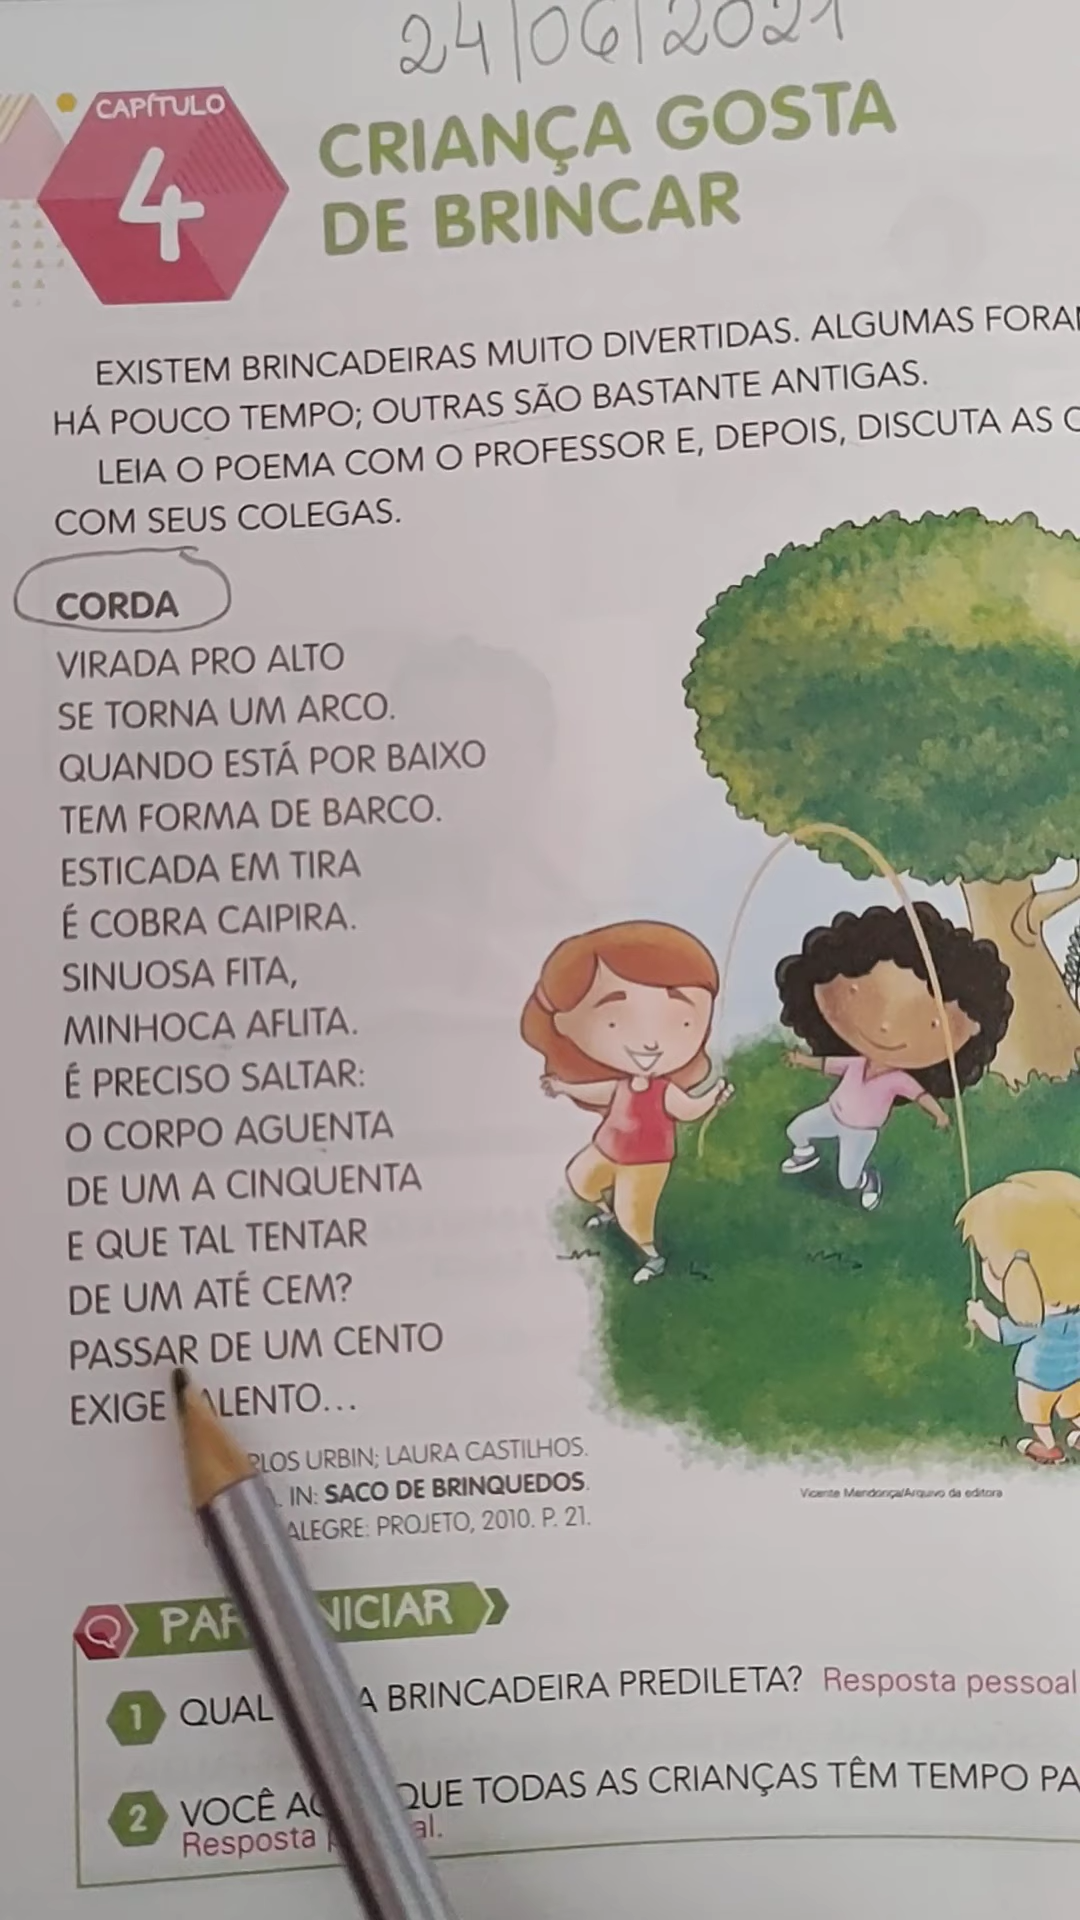 24/06/2021
CAPÍTULO
4
CRIANÇA GOSTA
DE BRINCAR
EXISTEM BRINCADEIRAS MUITO DIVERTIDAS. ALGUMAS
HÁ POUCO TEMPO; OUTRAS SÃO BASTANTE ANTIGAS.
LEIA O POEMA COM O PROFESSOR E, DEPOIS, DISCUTA AS
COM SEUS COLEGAS.
CORDA
VIRADA PRO ALTO
SE TORNA UM ARCO.
QUANDO ESTÁ POR BAIXO
TEM FORMA DE BARCO.
ESTICADA EM TIRA
É COBRA CAIPIRA.
SINUOSA FITA,
MINHOCA AFLITA.
É PRECISO SALTAR:
O CORPO AGUENTA
DE UM A CINQUENTA
E QUE TAL TENTAR
DE UM ATÉ CEM?
PASSAR DE UM CENTO
EXIGE
URBIN; LAURA CASTILHOS.
IN: SACO DE BRINQUEDOS.
ALEGRE: PROJETO, 2010. P. 21.
Vicente Mendonça/Arquivo da editora
1 QUAL A BRINCADEIRA PREDILETA? Resposta pessoal
2 VOCÊ QUE TODAS AS CRIANÇAS TÊM TEMPO
Resposta